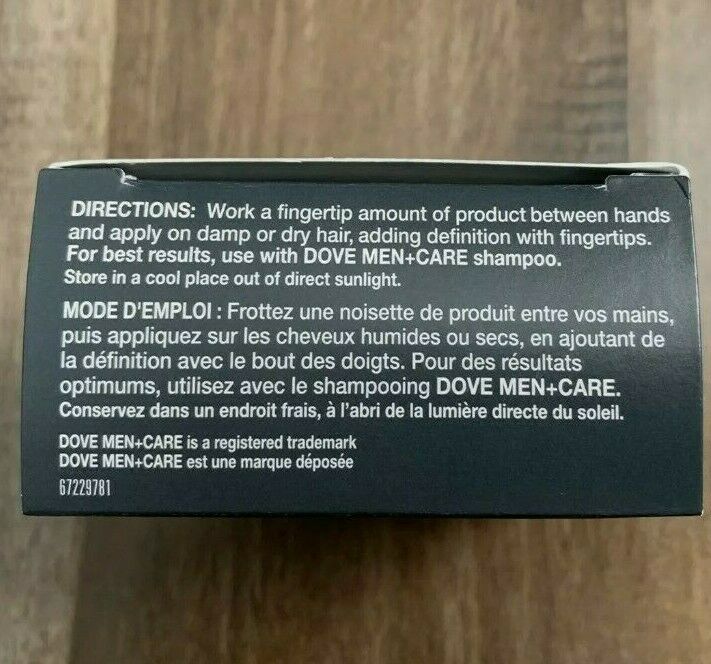 DIRECTIONS: Work a fingertip amount of product between hands
and apply on damp or dry hair, adding definition with fingertips.
For best results, use with DOVE MEN+CARE shampoo.
Store in a cool place out of direct sunlight.
MODE D'EMPLOI : Frottez une noisette de produit entre vos mains,
puis appliquez sur les cheveux humides ou secs, en ajoutant de
la définition avec le bout des doigts. Pour des résultats
optimums, utilisez avec le shampooing DOVE MEN+CARE.
Conservez dans un endroit frais, à l'abri de la lumière directe du soleil.
DOVE MEN+CARE is a registered trademark
DOVE MEN+CARE est une marque déposée
67229781